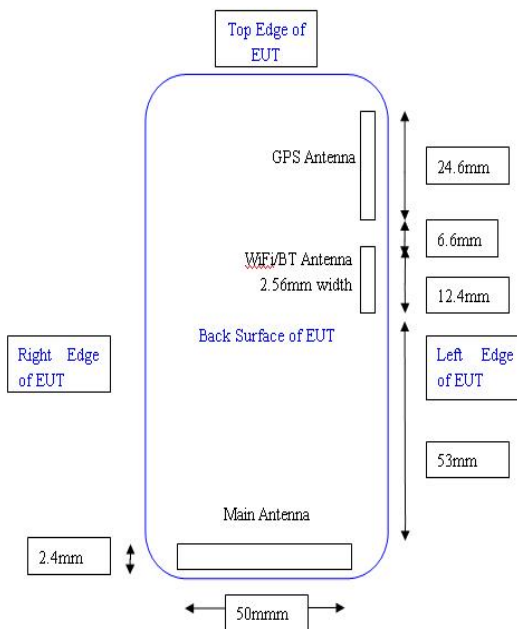 Top Edge of
EUT
GPS Antenna
24.6mm
6.6mm
WiFi/BT Antenna
2.56mm width
12.4mm
Back Surface of EUT
Right Edge
of EUT
Left Edge
of EUT
53mm
Main Antenna
2.4mm
50mmm